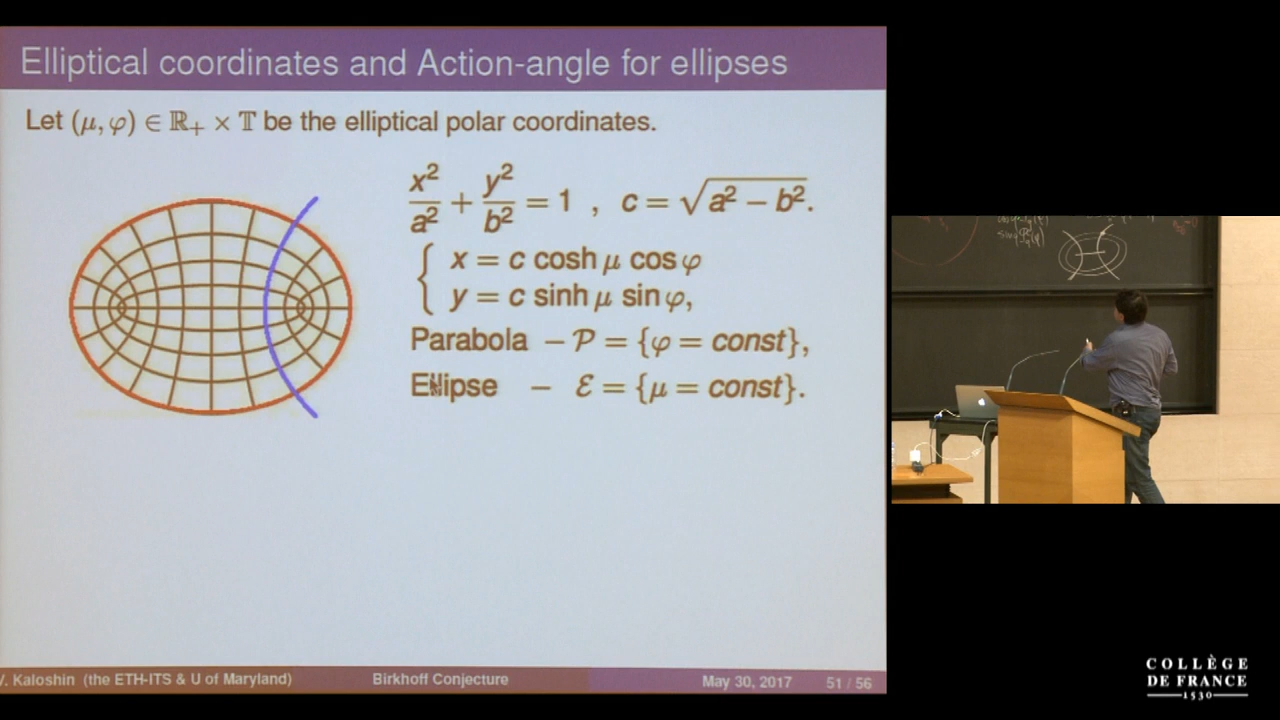 Elliptical coordinates and Action-angle for ellipses
Let (μ, φ) ∈ ℝ₊ × 𝕋 be the elliptical polar coordinates.
x²/a² + y²/b² = 1 , c = √(a² − b²).
{ x = c cosh μ cos φ
y = c sinh μ sin φ,
Parabola – 𝒫 = {φ = const},
Ellipse – ℰ = {μ = const}.
V. Kaloshin (the ETH-ITS & U of Maryland) Birkhoff Conjecture May 30, 2017 51 / 56
COLLÈGE
DE FRANCE
1530